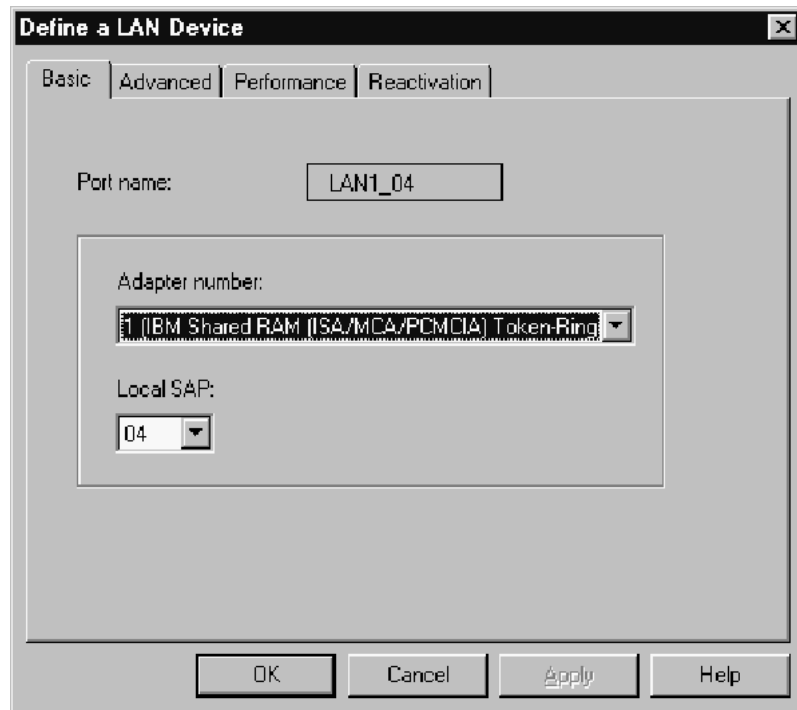 Define a LAN Device
Basic Advanced Performance Reactivation
Port name: LAN1_04
Adapter number:
1 (IBM Shared RAM (ISA/MCA/PCMCIA) Token-Ring
Local SAP:
04
OK Cancel Apply Help